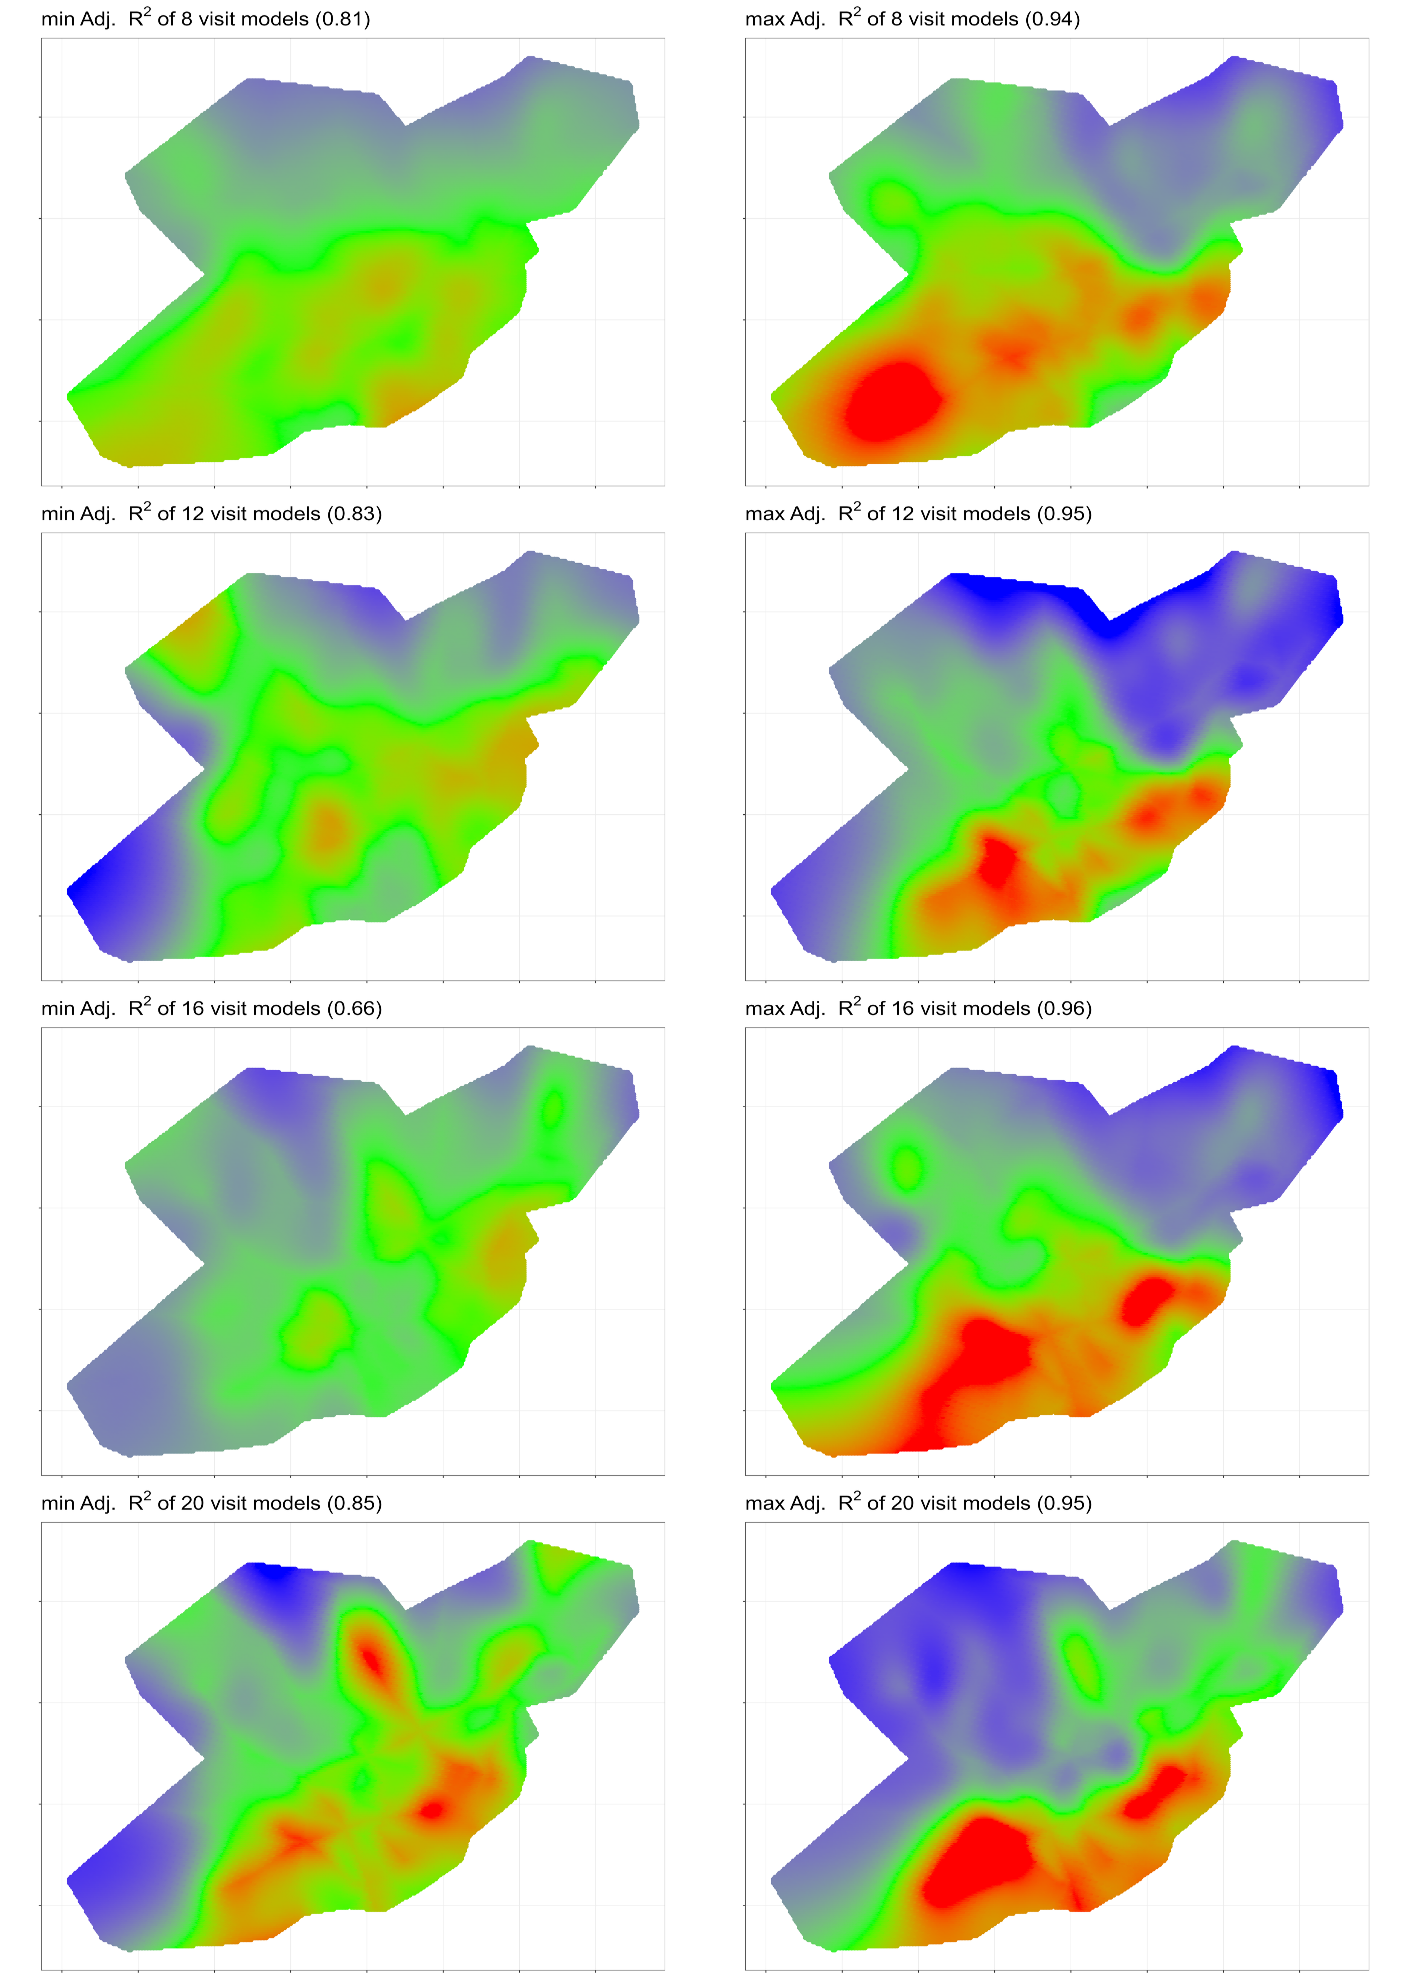 min Adj. R² of 8 visit models (0.81)
max Adj. R² of 8 visit models (0.94)
min Adj. R² of 12 visit models (0.83)
max Adj. R² of 12 visit models (0.95)
min Adj. R² of 16 visit models (0.66)
max Adj. R² of 16 visit models (0.96)
min Adj. R² of 20 visit models (0.85)
max Adj. R² of 20 visit models (0.95)